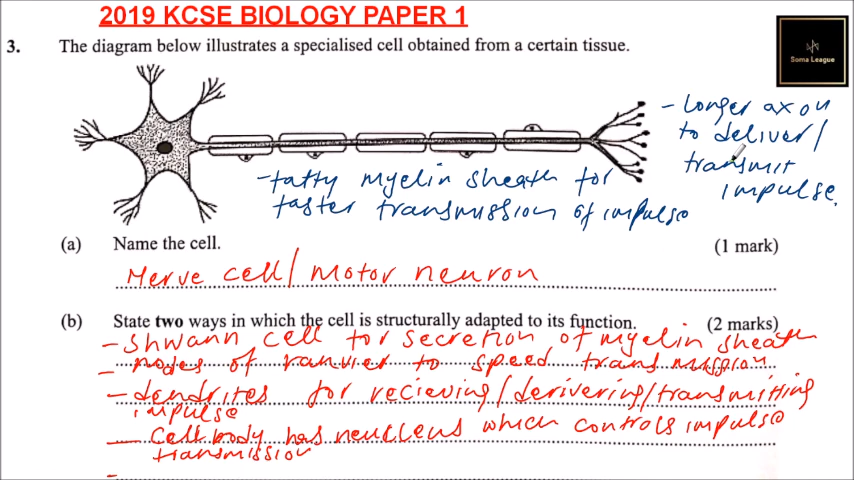 2019 KCSE BIOLOGY PAPER 1
3. The diagram below illustrates a specialised cell obtained from a certain tissue.
Soma League
- Longer axon
to deliver/
transmit
impulse.
- fatty myelin sheath for
faster transmission of impulse
(a) Name the cell. (1 mark)
Nerve cell/motor neuron
(b) State two ways in which the cell is structurally adapted to its function. (2 marks)
- Shwann cell for secretion of myelin sheath
- nodes of ranvier to speed transmission
- dendrites for recieving/derivering/transmitting
impulse
- Cell body has neucleus which controls impulse
transmission
-